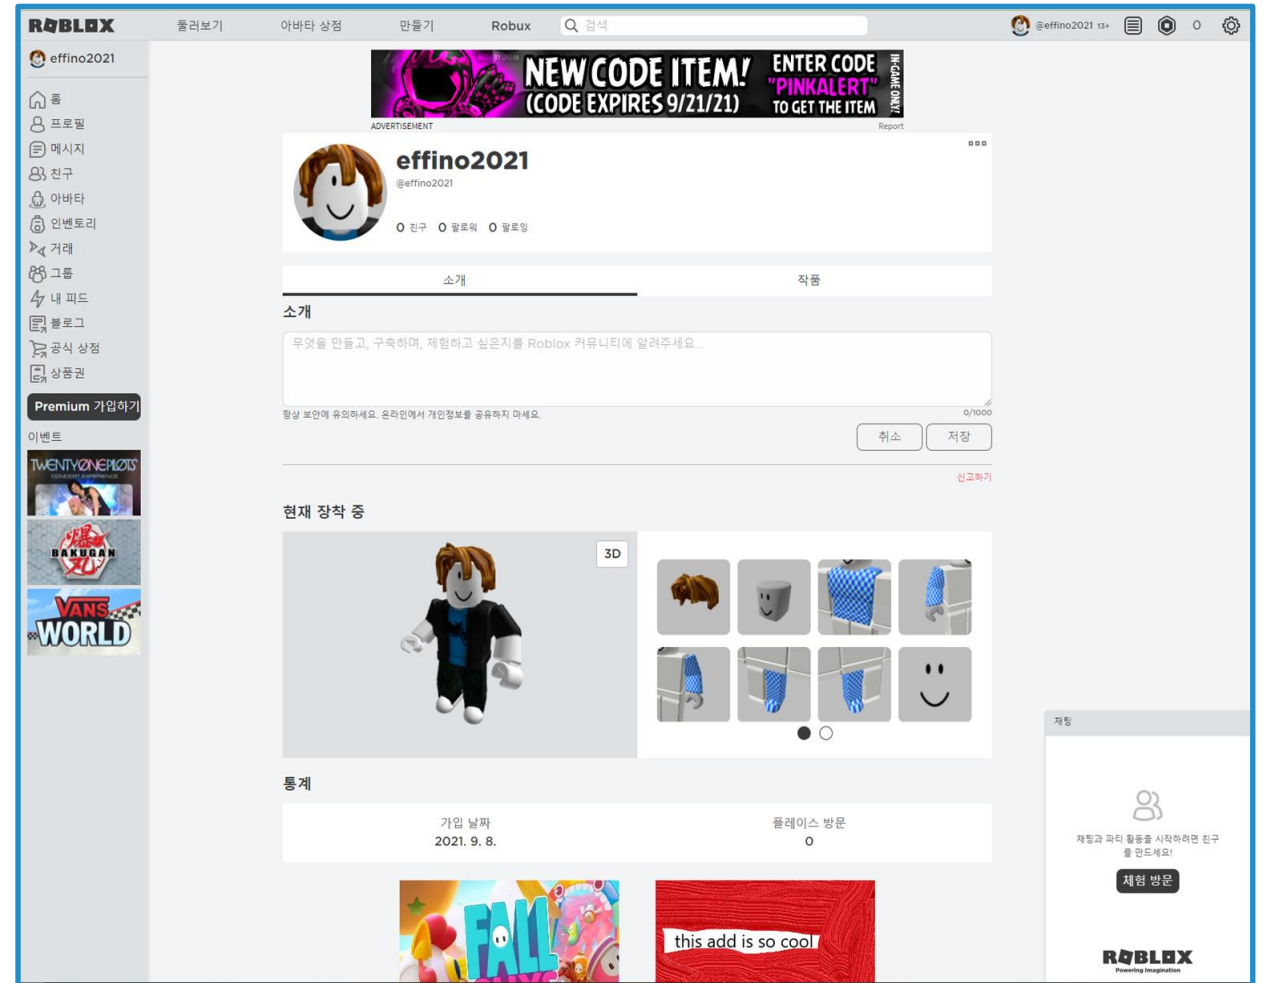 ROBLOX
둘러보기
아바타 상점
만들기
Robux
검색
@effino2021 13+
0
effino2021
홈
프로필
메시지
친구
아바타
인벤토리
거래
그룹
내 피드
블로그
공식 상점
상품권
Premium 가입하기
이벤트
TWENTY ØNE PILØTS
CONCERT EXPERIENCE
BAKUGAN
VANS
WORLD
NEW CODE ITEM!
(CODE EXPIRES 9/21/21)
ENTER CODE
"PINKALERT"
TO GET THE ITEM
IN-GAME ONLY!
ADVERTISEMENT
Report
effino2021
@effino2021
0 친구 0 팔로워 0 팔로잉
소개
작품
소개
무엇을 만들고, 구축하며, 체험하고 싶은지를 Roblox 커뮤니티에 알려주세요...
항상 보안에 유의하세요. 온라인에서 개인정보를 공유하지 마세요.
0/1000
취소
저장
신고하기
현재 장착 중
3D
통계
가입 날짜
2021. 9. 8.
플레이스 방문
0
FALL
GUYS
this add is so cool
채팅
채팅과 파티 활동을 시작하려면 친구
를 만드세요!
체험 방문
ROBLOX
Powering Imagination